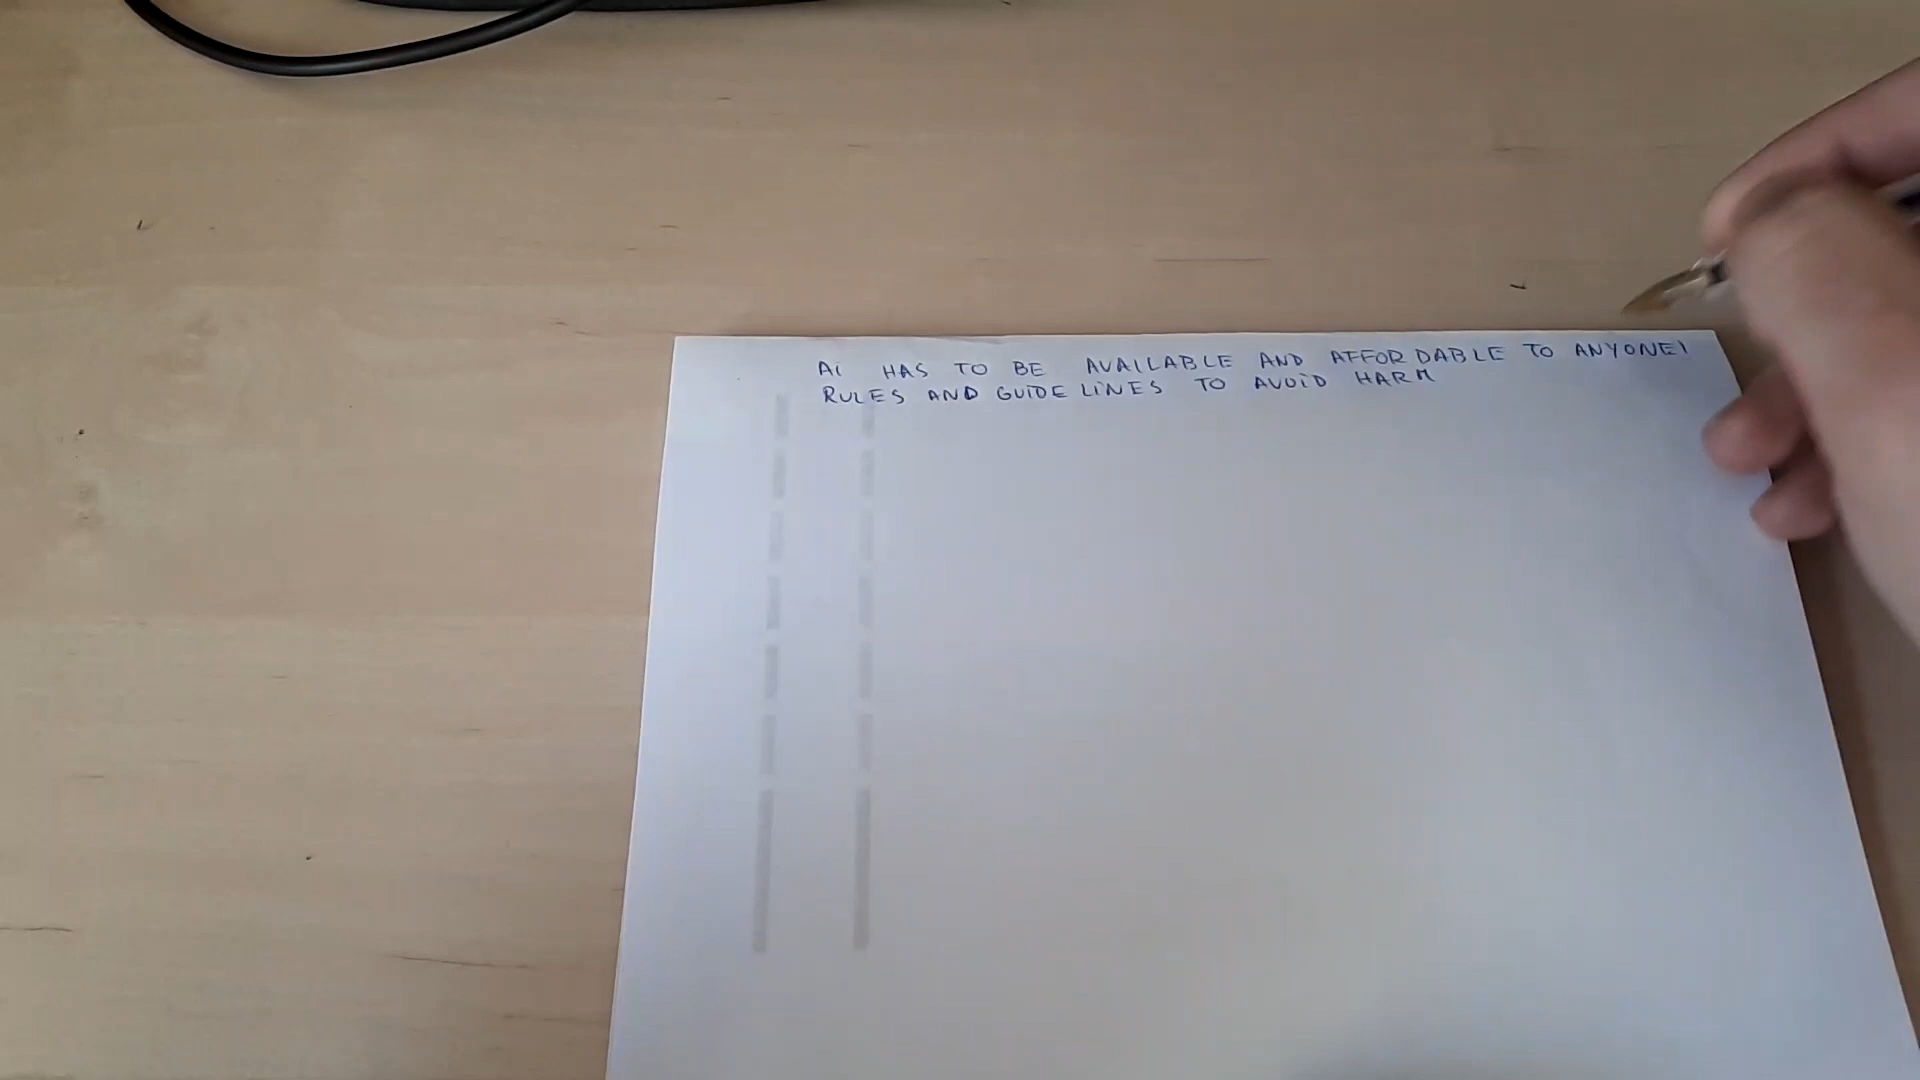 Ai HAS TO BE AVAILABLE AND AFFORDABLE TO ANYONE!
RULES AND GUIDELINES TO AVOID HARM